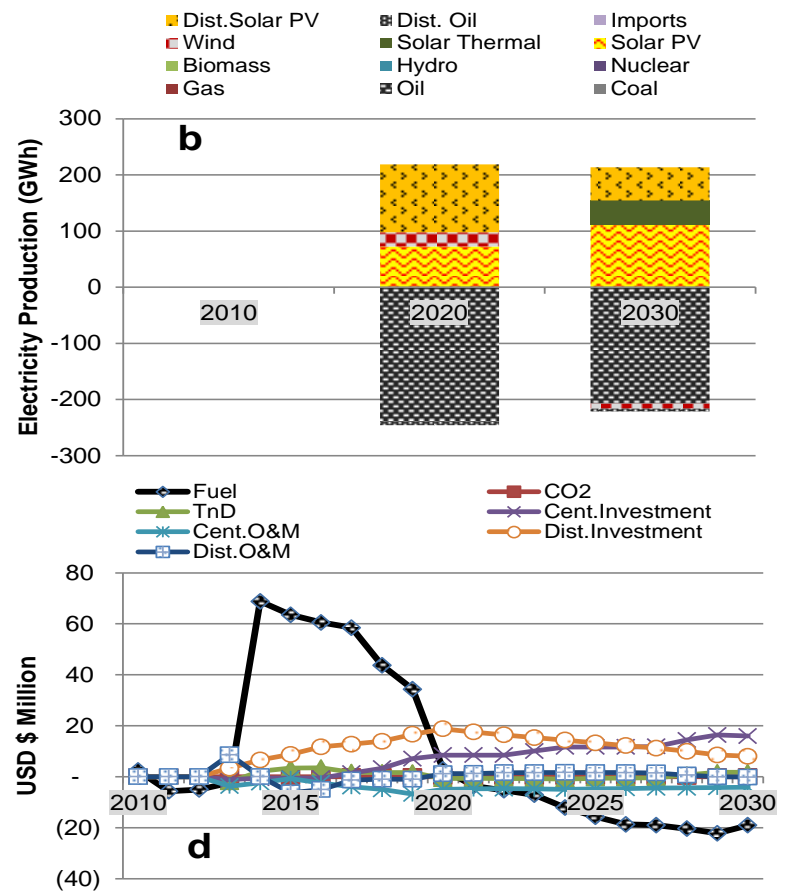 Dist.Solar PV Dist. Oil Imports
Wind Solar Thermal Solar PV
Biomass Hydro Nuclear
Gas Oil Coal
Electricity Production (GWh)
b
300
200
100
0
-100
-200
-300
2010 2020 2030
Fuel CO2
TnD Cent.Investment
Cent.O&M Dist.Investment
Dist.O&M
USD $ Million
80
60
40
20
-
(20)
(40)
2010 2015 2020 2025 2030
d